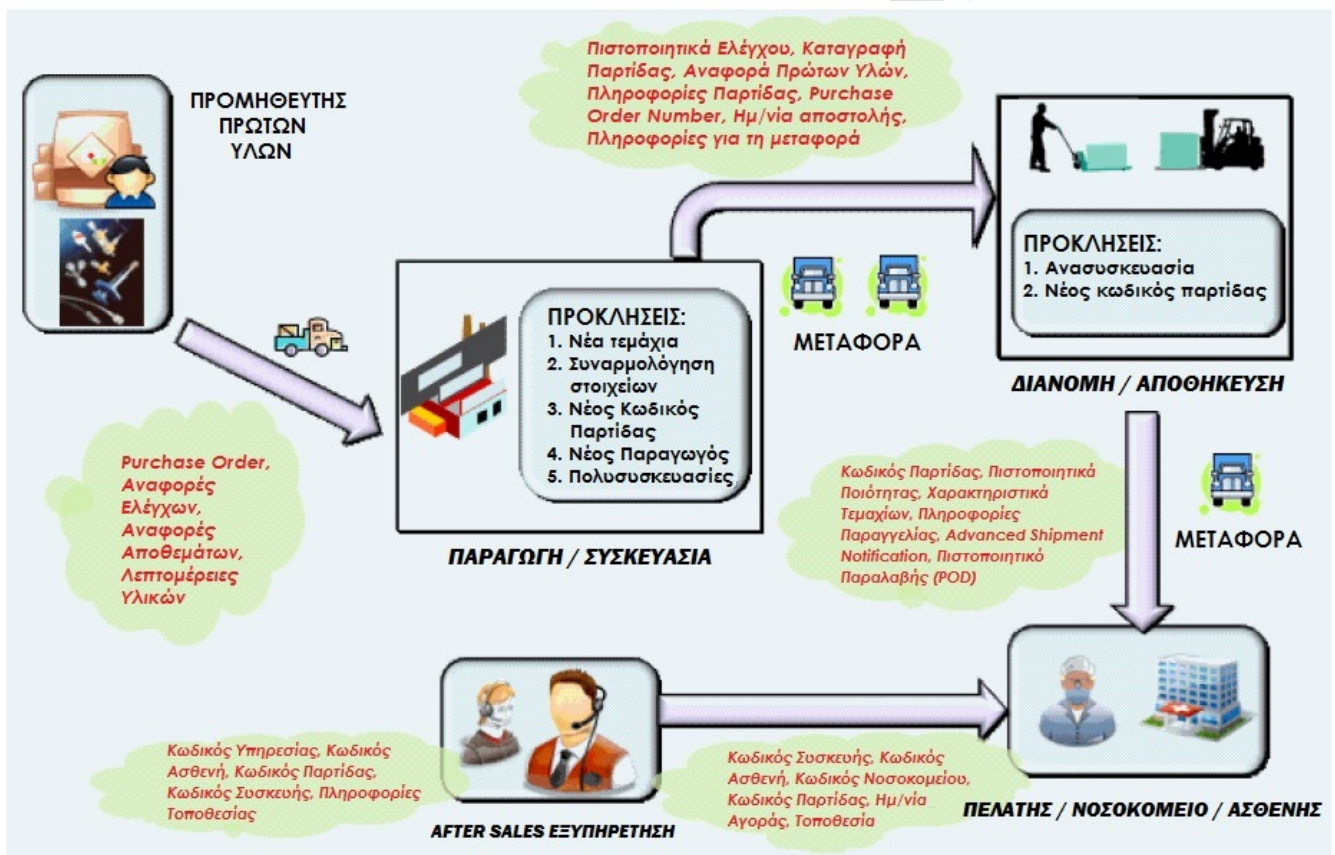 ΠΡΟΜΗΘΕΥΤΗΣ
ΠΡΩΤΩΝ
ΥΛΩΝ
Πιστοποιητικά Ελέγχου, Καταγραφή
Παρτίδας, Αναφορά Πρώτων Υλών,
Πληροφορίες Παρτίδας, Purchase
Order Number, Ημ/νία αποστολής,
Πληροφορίες για τη μεταφορά
ΠΡΟΚΛΗΣΕΙΣ:
1. Ανασυσκευασία
2. Νέος κωδικός παρτίδας
ΔΙΑΝΟΜΗ / ΑΠΟΘΗΚΕΥΣΗ
ΜΕΤΑΦΟΡΑ
ΠΡΟΚΛΗΣΕΙΣ:
1. Νέα τεμάχια
2. Συναρμολόγηση
στοιχείων
3. Νέος Κωδικός
Παρτίδας
4. Νέος Παραγωγός
5. Πολυσυσκευασίες
ΠΑΡΑΓΩΓΗ / ΣΥΣΚΕΥΑΣΙΑ
Purchase Order,
Αναφορές
Ελέγχων,
Αναφορές
Αποθεμάτων,
Λεπτομέρειες
Υλικών
Κωδικός Παρτίδας, Πιστοποιητικά
Ποιότητας, Χαρακτηριστικά
Τεμαχίων, Πληροφορίες
Παραγγελίας, Advanced Shipment
Notification, Πιστοποιητικό
Παραλαβής (POD)
ΜΕΤΑΦΟΡΑ
Κωδικός Υπηρεσίας, Κωδικός
Ασθενή, Κωδικός Παρτίδας,
Κωδικός Συσκευής, Πληροφορίες
Τοποθεσίας
AFTER SALES ΕΞΥΠΗΡΕΤΗΣΗ
Κωδικός Συσκευής, Κωδικός
Ασθενή, Κωδικός Νοσοκομείου,
Κωδικός Παρτίδας, Ημ/νία
Αγοράς, Τοποθεσία
ΠΕΛΑΤΗΣ / ΝΟΣΟΚΟΜΕΙΟ / ΑΣΘΕΝΗΣ